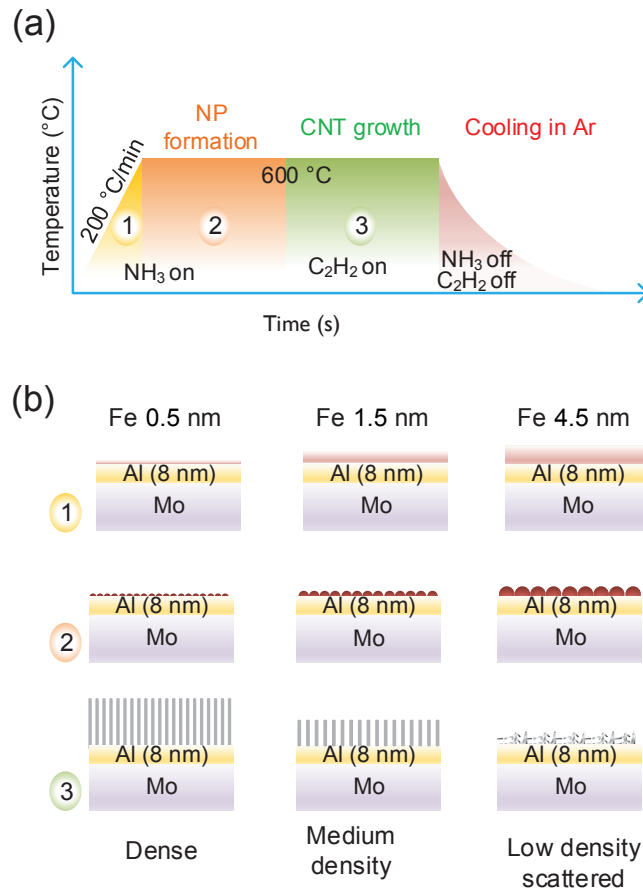 (a)
Temperature (°C)
200 °C/min
NP
formation
CNT growth
Cooling in Ar
600 °C
1
2
3
NH₃ on
C₂H₂ on
NH₃ off
C₂H₂ off
Time (s)
(b)
Fe 0.5 nm
Fe 1.5 nm
Fe 4.5 nm
1
Al (8 nm)
Mo
Al (8 nm)
Mo
Al (8 nm)
Mo
2
Al (8 nm)
Mo
Al (8 nm)
Mo
Al (8 nm)
Mo
3
Al (8 nm)
Mo
Al (8 nm)
Mo
Al (8 nm)
Mo
Dense
Medium
density
Low density
scattered